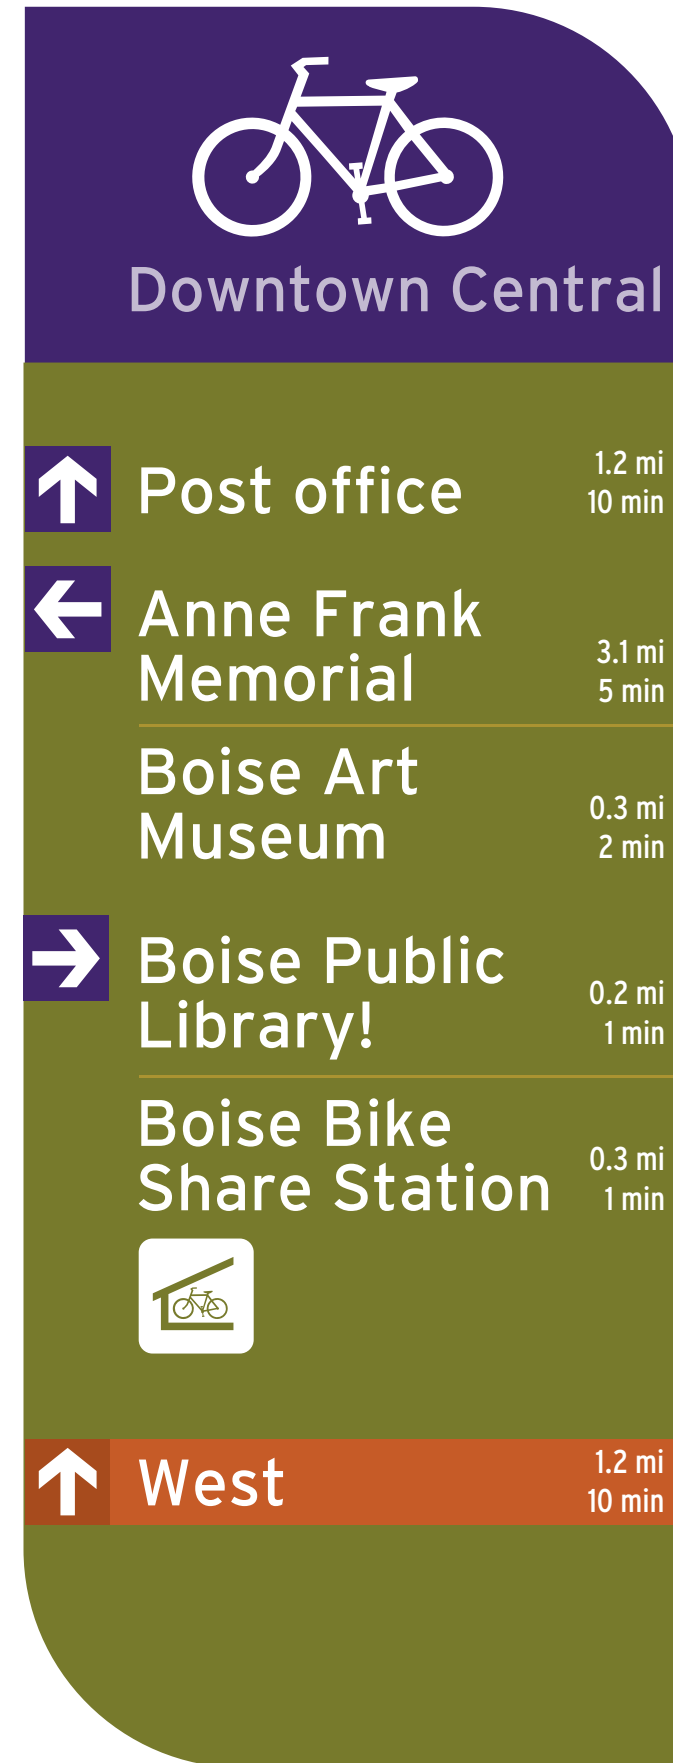 Downtown Central
Post office
1.2 mi
10 min
Anne Frank
Memorial
3.1 mi
5 min
Boise Art
Museum
0.3 mi
2 min
Boise Public
Library!
0.2 mi
1 min
Boise Bike
Share Station
0.3 mi
1 min
West
1.2 mi
10 min